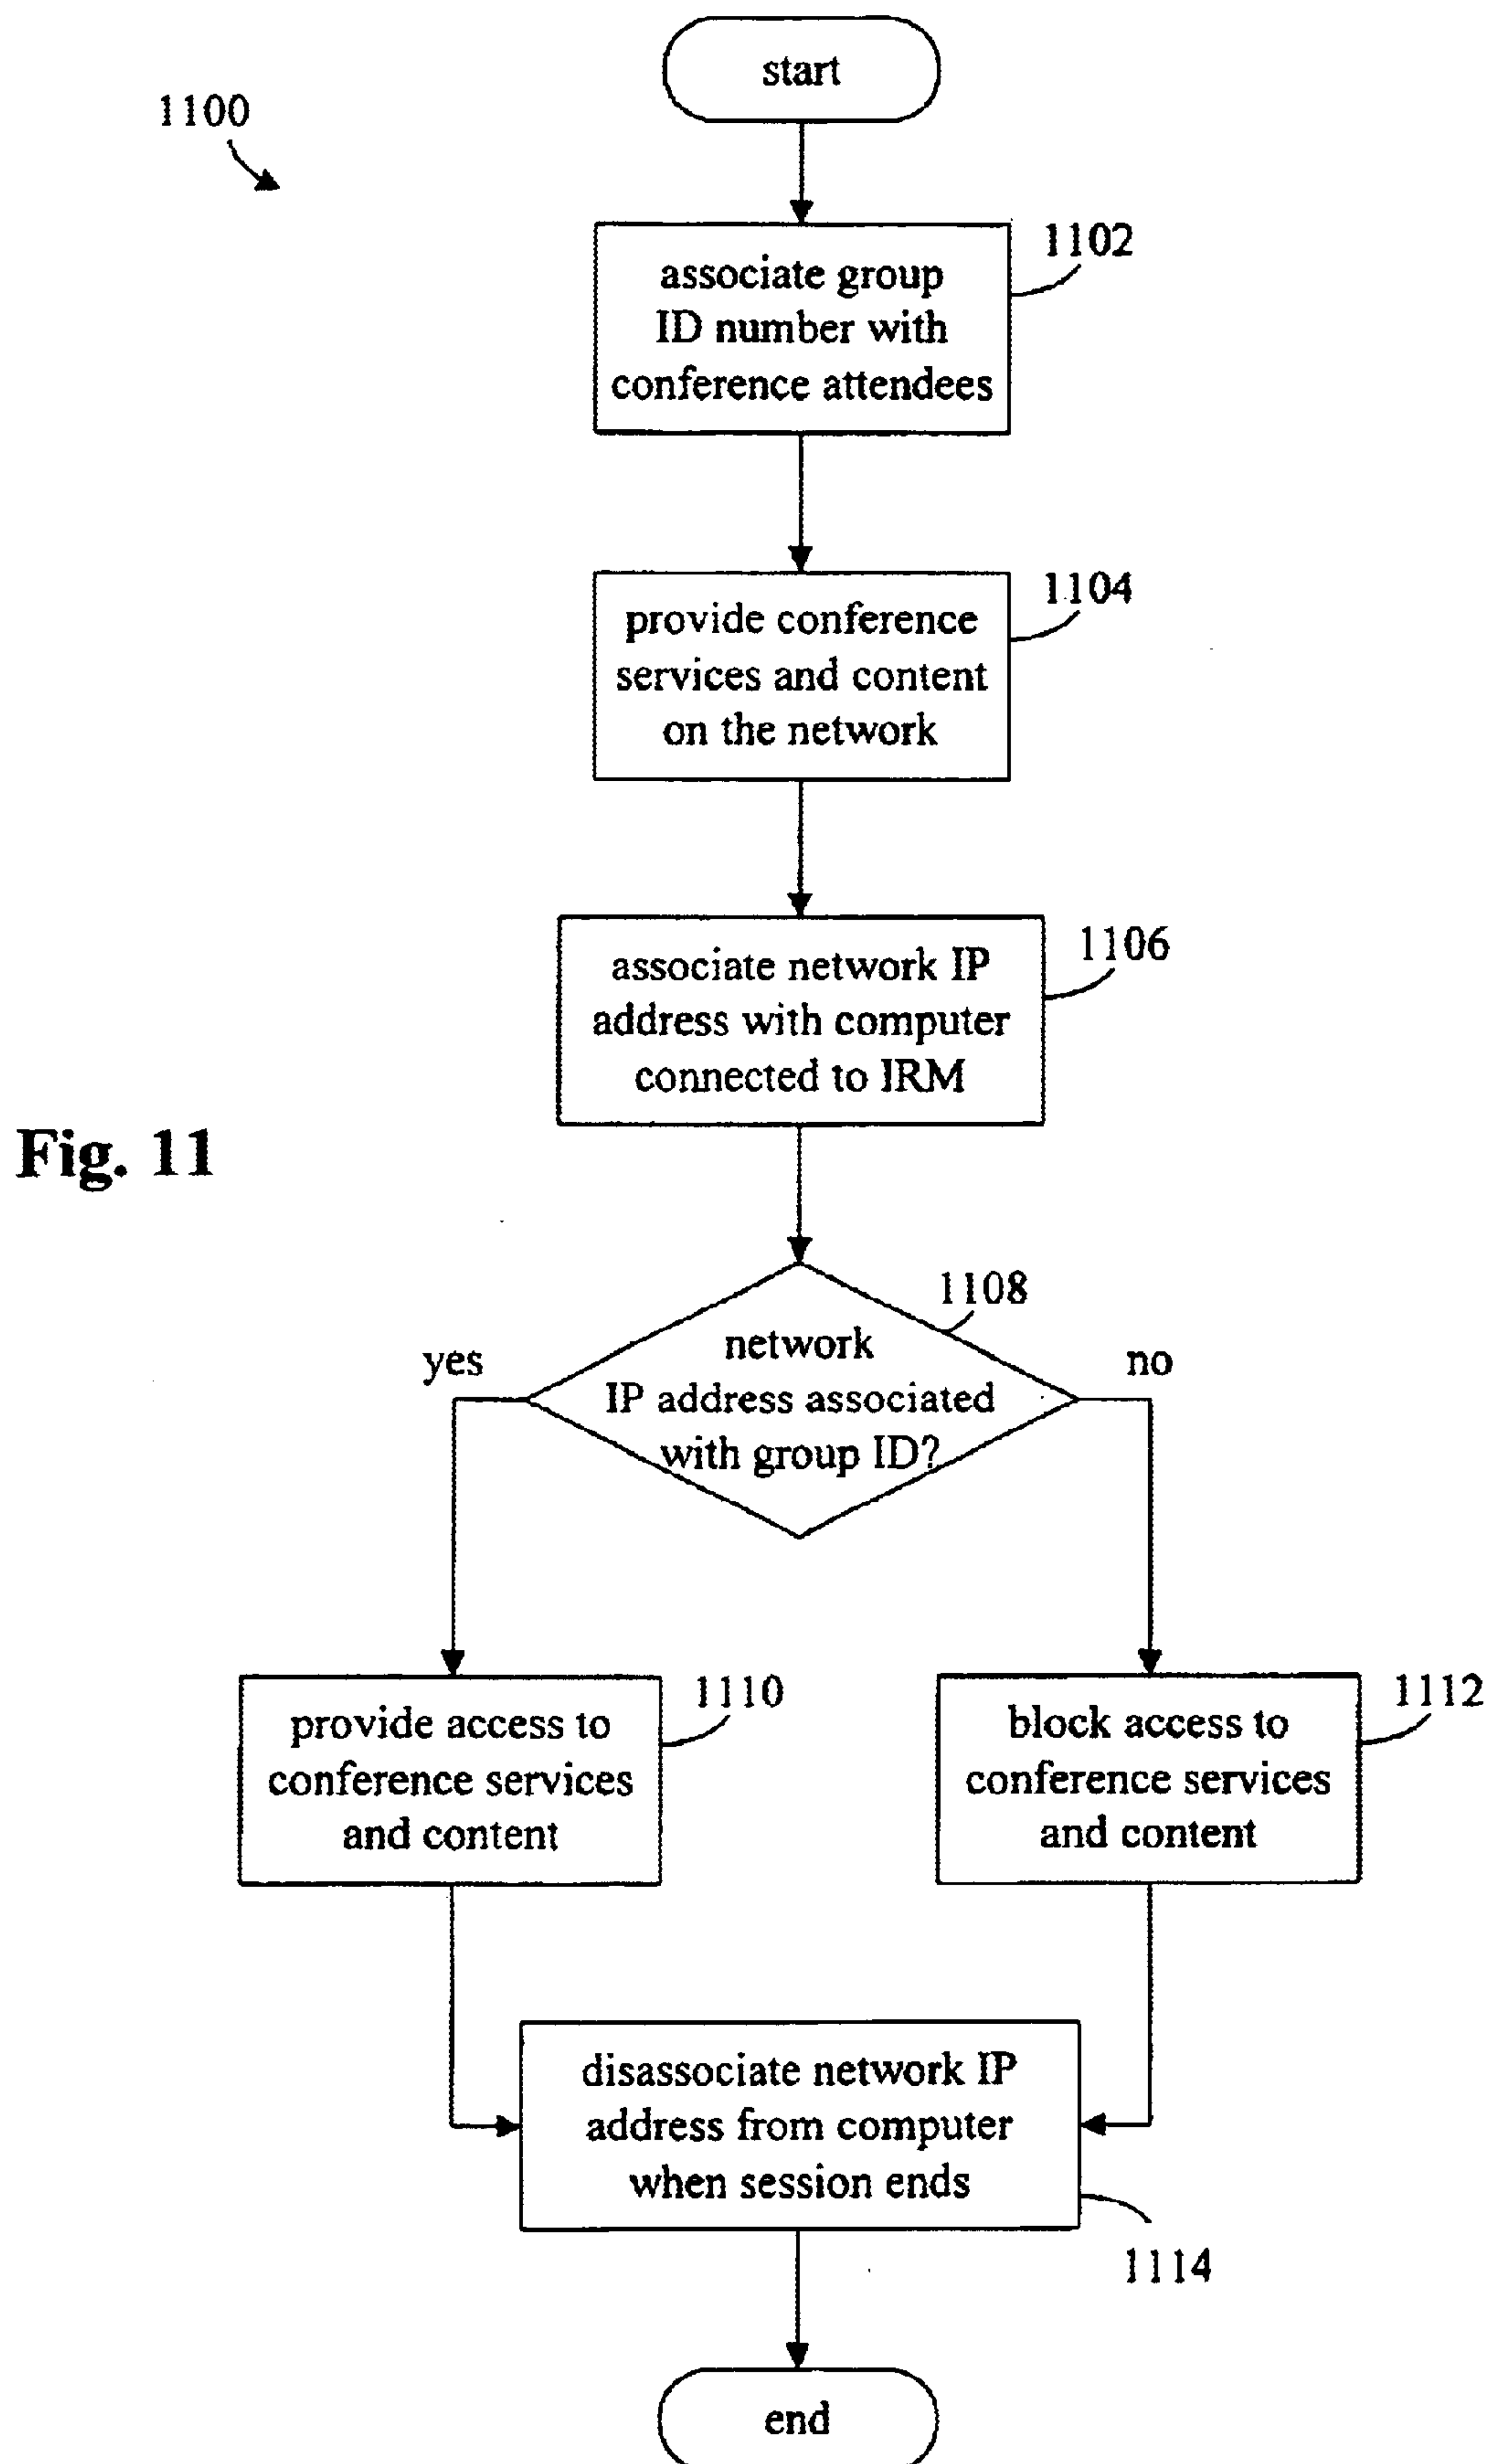 start
1100
1102
associate group
ID number with
conference attendees
1104
provide conference
services and content
on the network
1106
associate network IP
address with computer
connected to IRM
Fig. 11
1108
network
IP address associated
with group ID?
yes
no
1110
provide access to
conference services
and content
1112
block access to
conference services
and content
disassociate network IP
address from computer
when session ends
1114
end